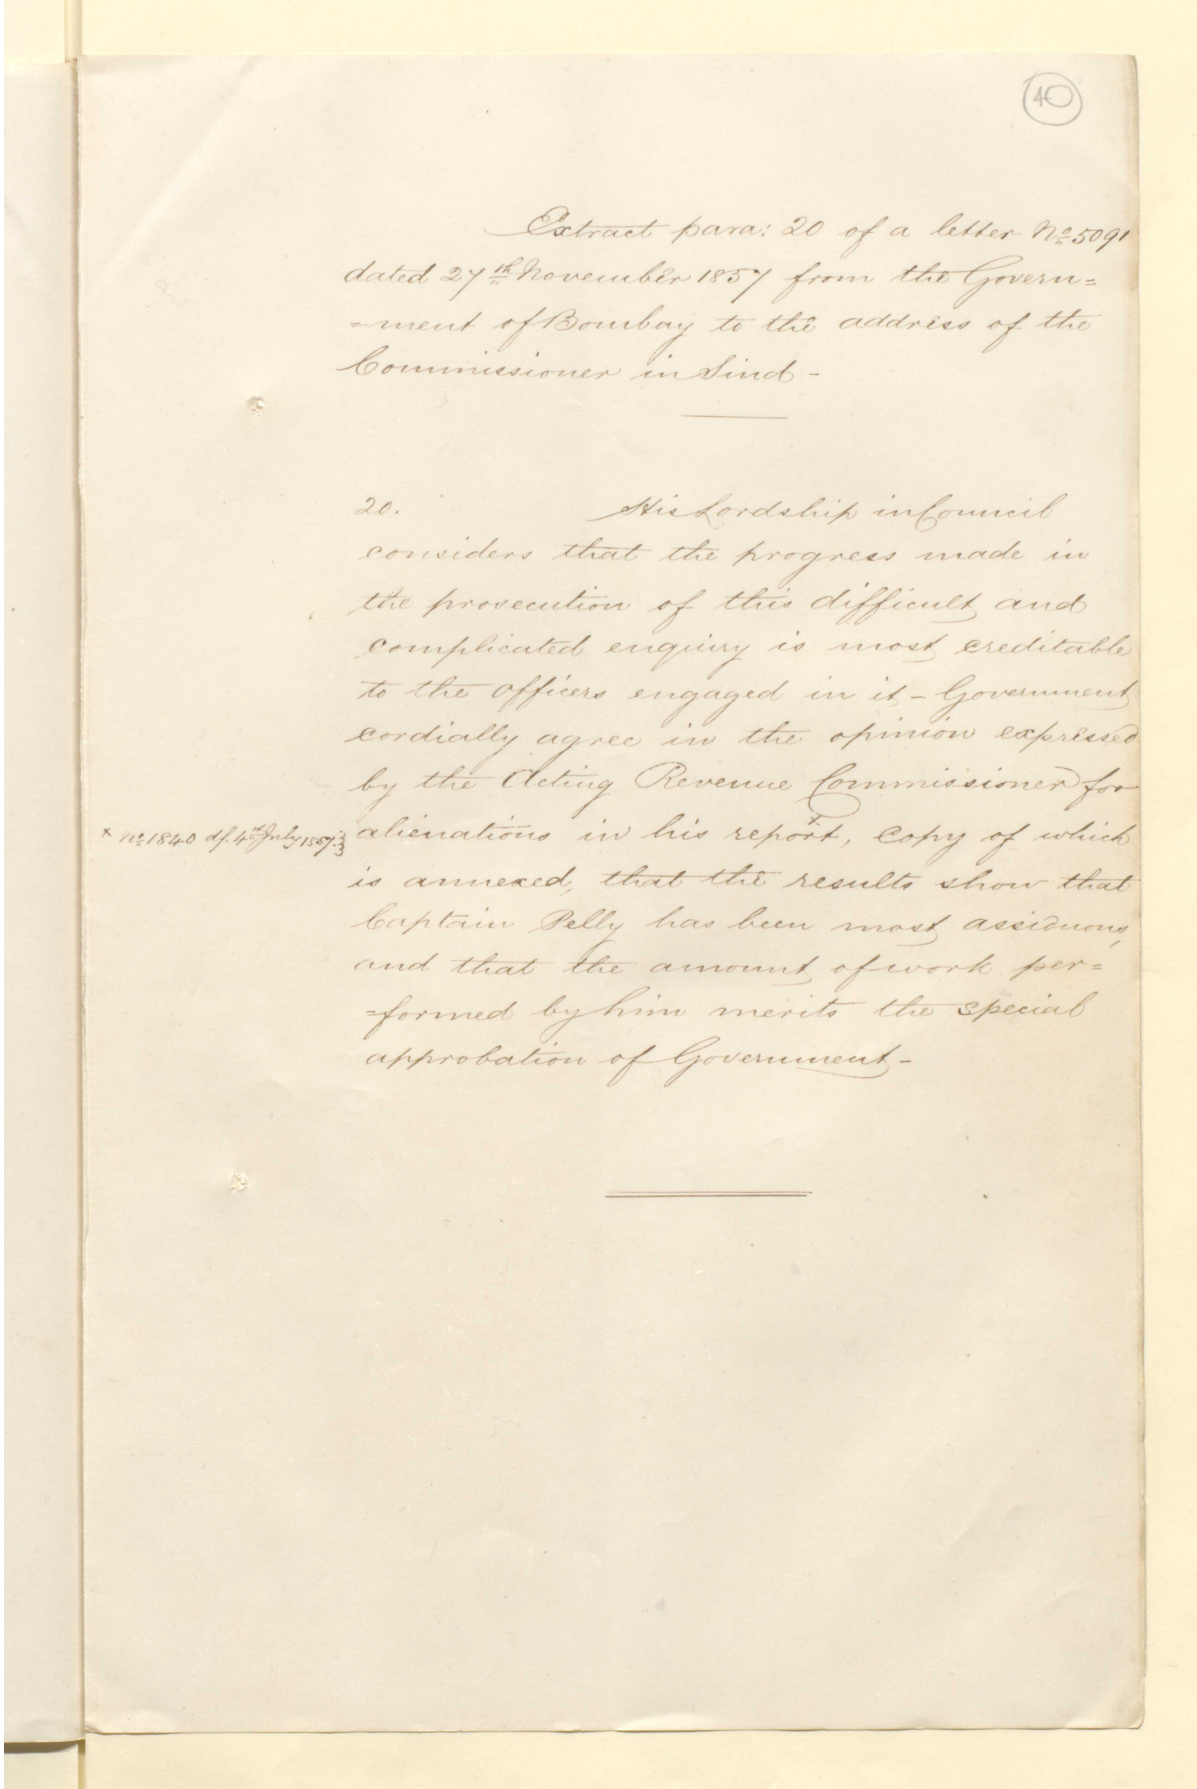 40
Extract para: 20 of a letter No. 5091
dated 27th November 1857 from the Govern=
=ment of Bombay to the address of the
Commissioner in Sind -
20. His Lordship in Council
considers that the progress made in
the prosecution of this difficult and
complicated enquiry is most creditable
to the officers engaged in it - Government
cordially agree in the opinion expressed
by the Acting Revenue Commissioner for
x No. 1840 df. 4th July 1857. }
alienations in his report, x copy of which
is annexed, that the results show that
Captain Pelly has been most assiduous,
and that the amount of work per=
=formed by him merits the special
approbation of Government -